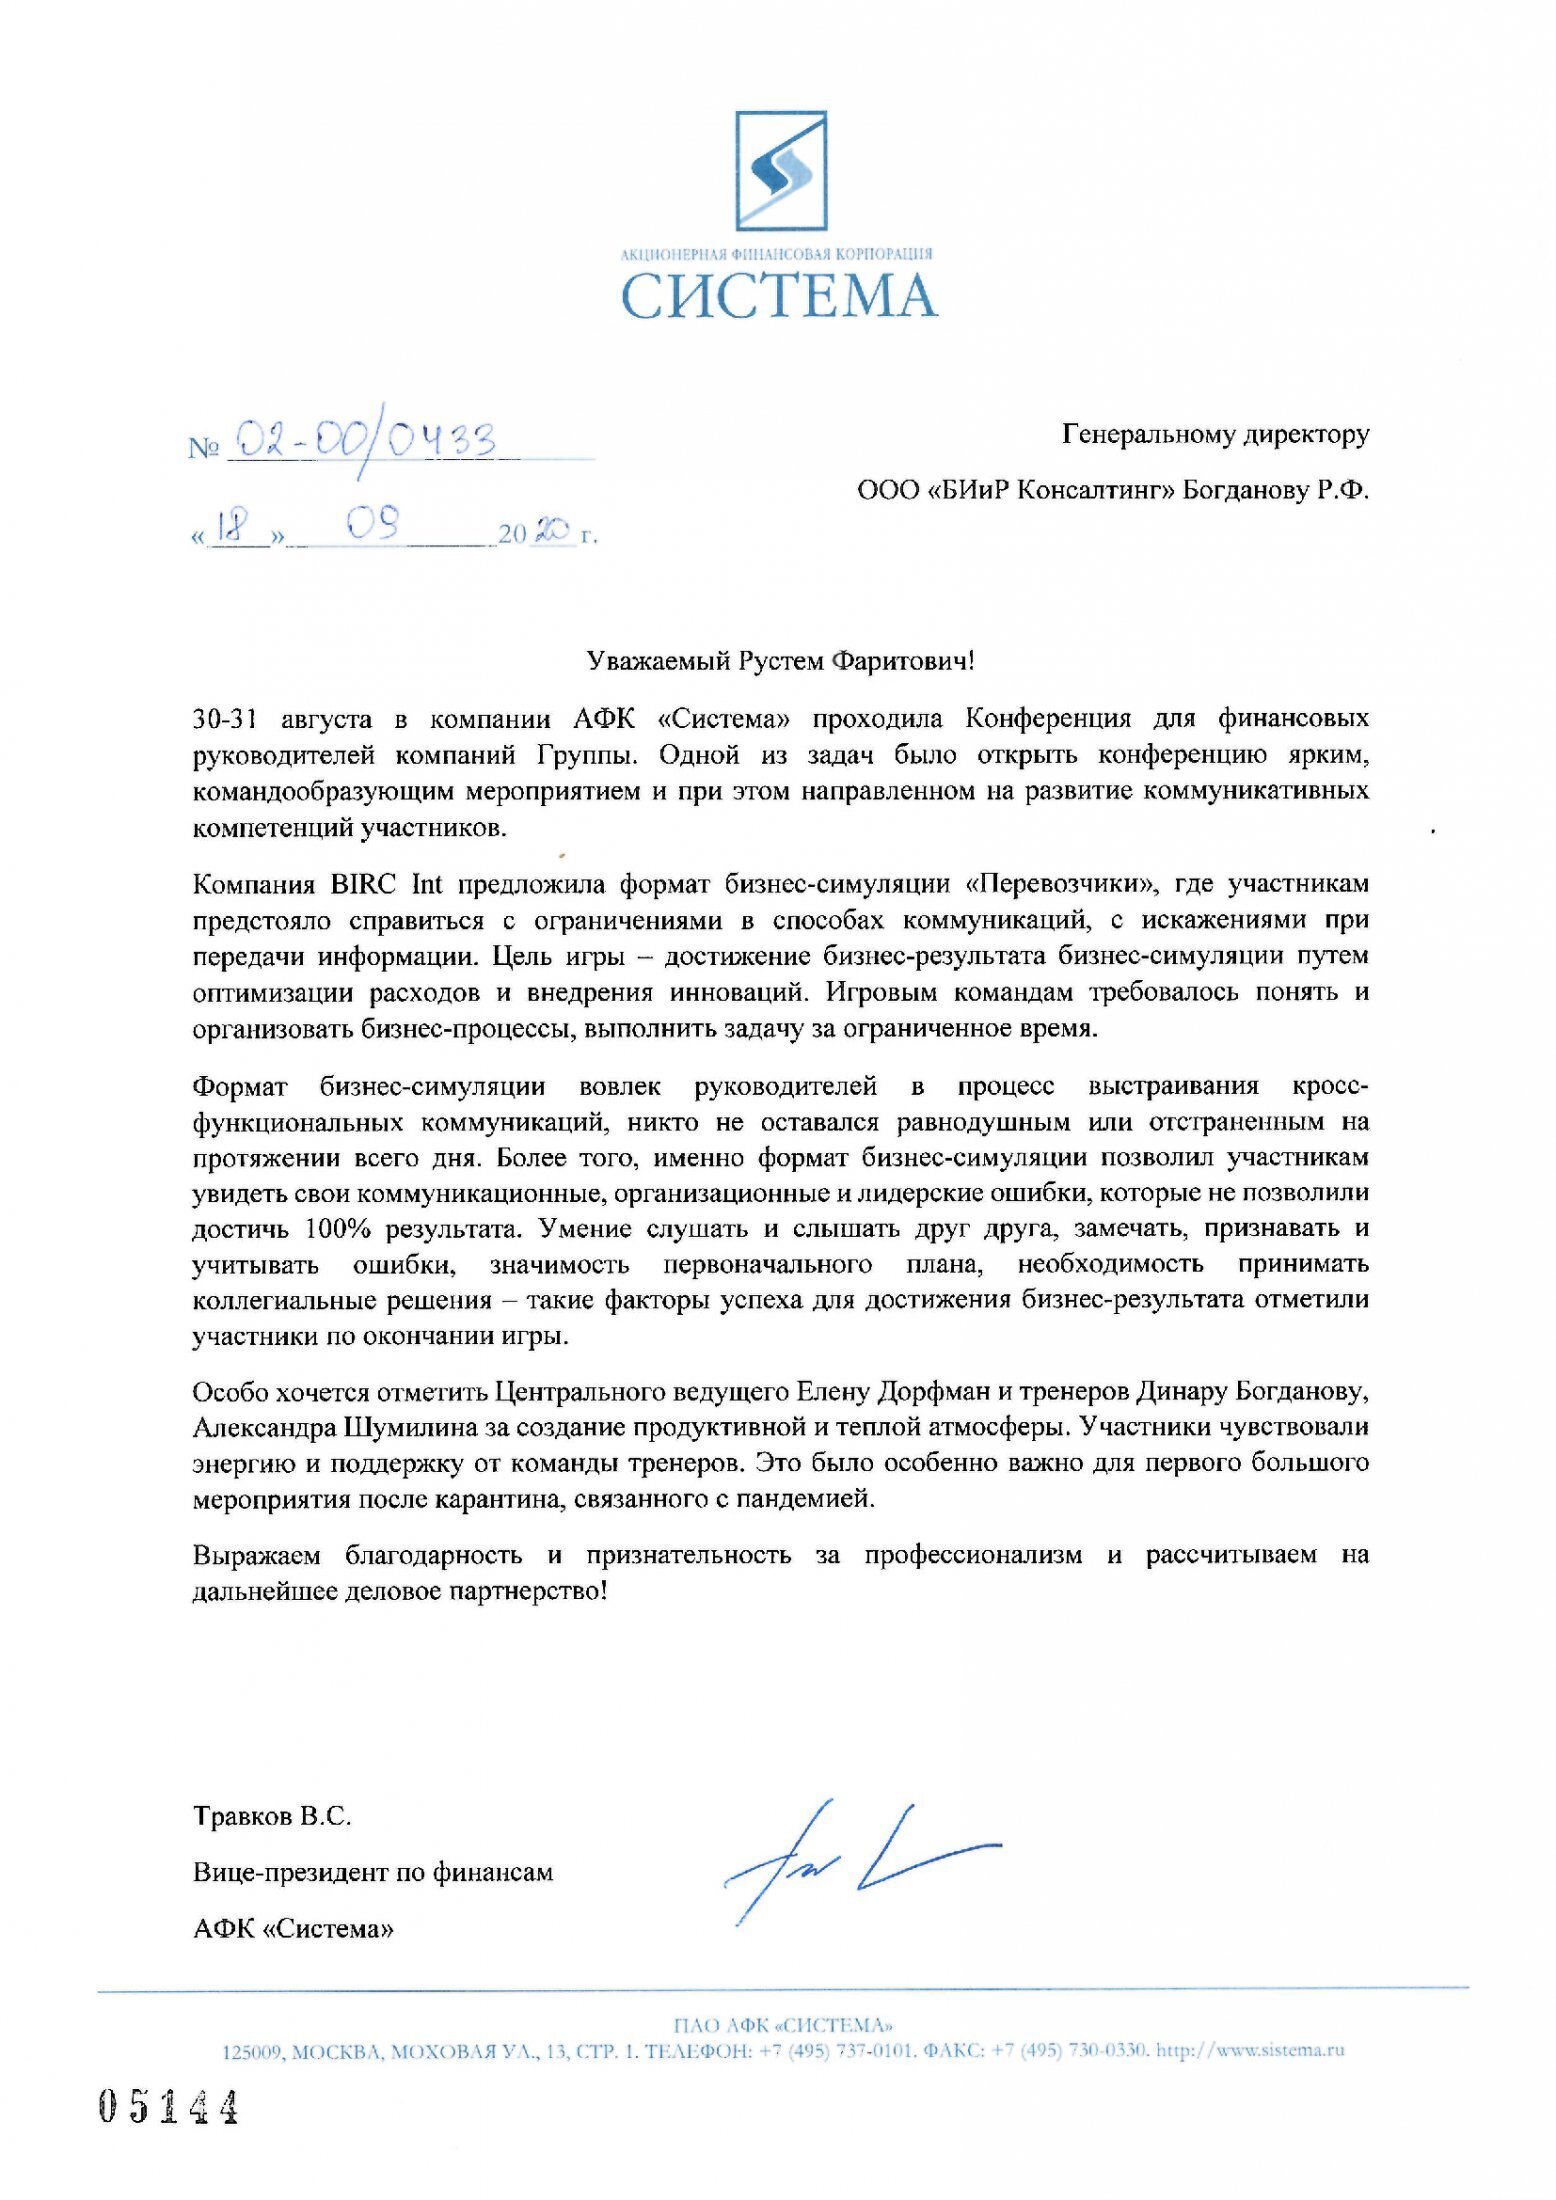 АКЦИОНЕРНАЯ ФИНАНСОВАЯ КОРПОРАЦИЯ
СИСТЕМА
№ 02-00/0433
«18» 09 2020 г.
Генеральному директору
ООО «БИиР Консалтинг» Богданову Р.Ф.
Уважаемый Рустем Фаритович!
30-31 августа в компании АФК «Система» проходила Конференция для финансовых
руководителей компаний Группы. Одной из задач было открыть конференцию ярким,
командообразующим мероприятием и при этом направленном на развитие коммуникативных
компетенций участников.
Компания BIRC Int предложила формат бизнес-симуляции «Перевозчики», где участникам
предстояло справиться с ограничениями в способах коммуникаций, с искажениями при
передачи информации. Цель игры – достижение бизнес-результата бизнес-симуляции путем
оптимизации расходов и внедрения инноваций. Игровым командам требовалось понять и
организовать бизнес-процессы, выполнить задачу за ограниченное время.
Формат бизнес-симуляции вовлек руководителей в процесс выстраивания кросс-
функциональных коммуникаций, никто не оставался равнодушным или отстраненным на
протяжении всего дня. Более того, именно формат бизнес-симуляции позволил участникам
увидеть свои коммуникационные, организационные и лидерские ошибки, которые не позволили
достичь 100% результата. Умение слушать и слышать друг друга, замечать, признавать и
учитывать ошибки, значимость первоначального плана, необходимость принимать
коллегиальные решения – такие факторы успеха для достижения бизнес-результата отметили
участники по окончании игры.
Особо хочется отметить Центрального ведущего Елену Дорфман и тренеров Динару Богданову,
Александра Шумилина за создание продуктивной и теплой атмосферы. Участники чувствовали
энергию и поддержку от команды тренеров. Это было особенно важно для первого большого
мероприятия после карантина, связанного с пандемией.
Выражаем благодарность и признательность за профессионализм и рассчитываем на
дальнейшее деловое партнерство!
Травков В.С.
Вице-президент по финансам
АФК «Система»
ПАО АФК «СИСТЕМА»
125009, МОСКВА, МОХОВАЯ УЛ., 13, СТР. 1. ТЕЛЕФОН: +7 (495) 737-0101. ФАКС: +7 (495) 730-0330. http://www.sistema.ru
05144